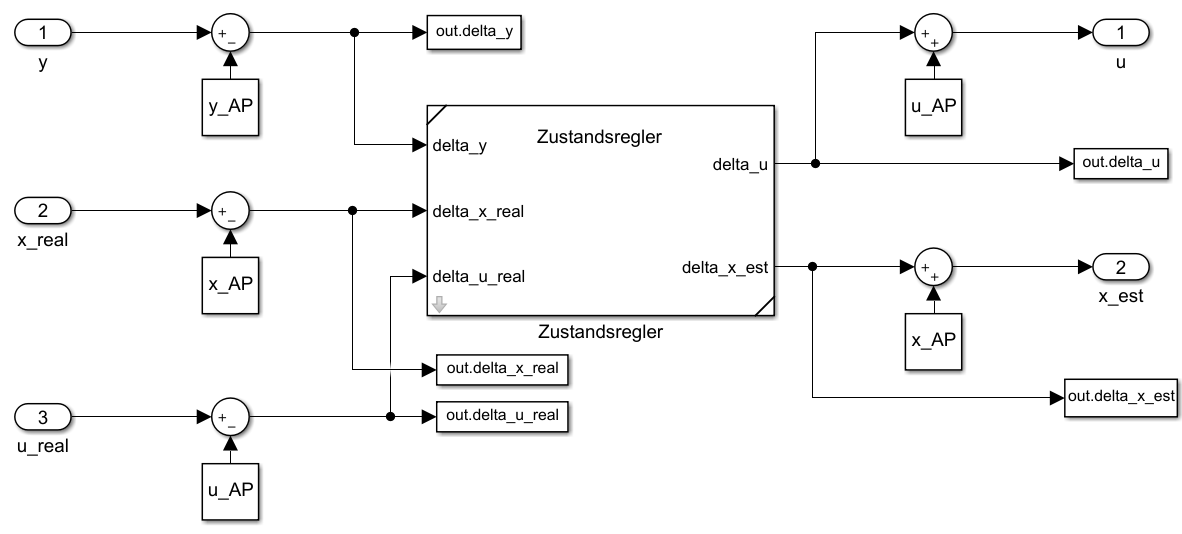 1
y
+
−
y_AP
out.delta_y
2
x_real
+
−
x_AP
3
u_real
+
−
u_AP
Zustandsregler
delta_y
delta_x_real
delta_u_real
delta_u
delta_x_est
Zustandsregler
out.delta_x_real
out.delta_u_real
+
+
u_AP
1
u
out.delta_u
+
+
x_AP
2
x_est
out.delta_x_est